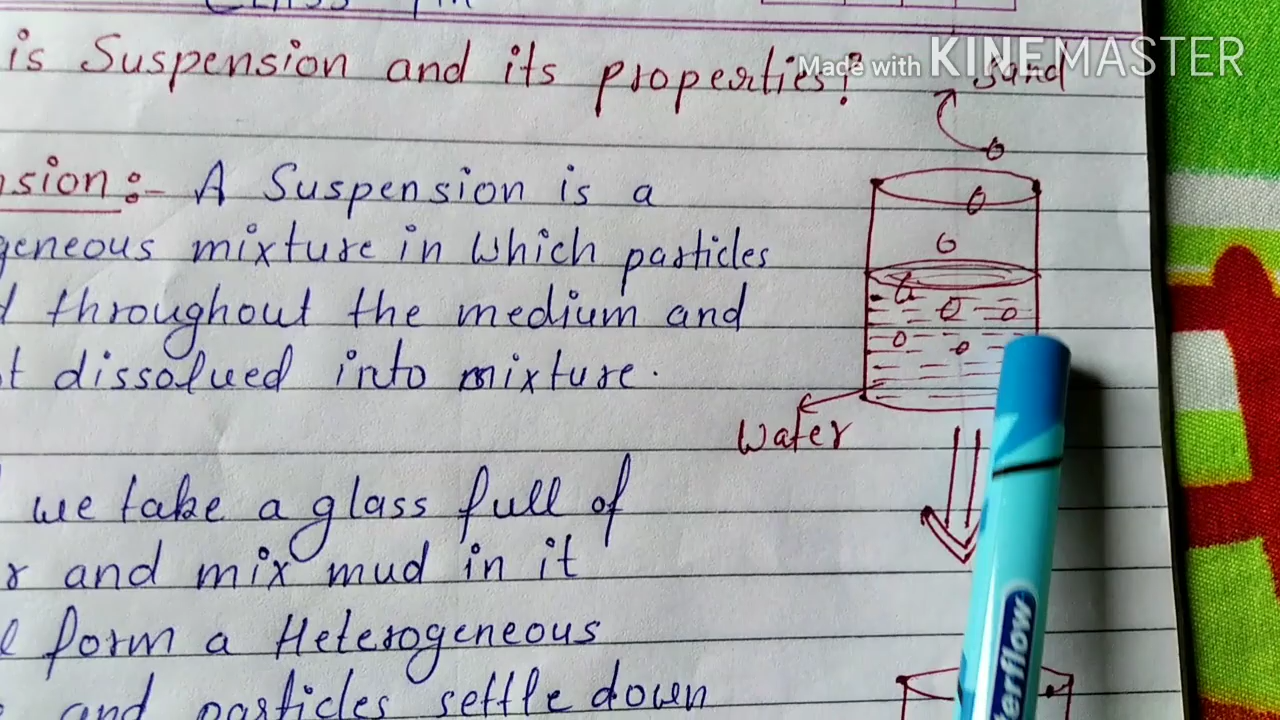 Made with KINEMASTER
is Suspension and its properties?
sand
nsion :- A Suspension is a
geneous mixture in which particles
d throughout the medium and
t dissolved into mixture.
Water
we take a glass full of
r and mix mud in it
l form a Heterogeneous
and particles settle down
erflow